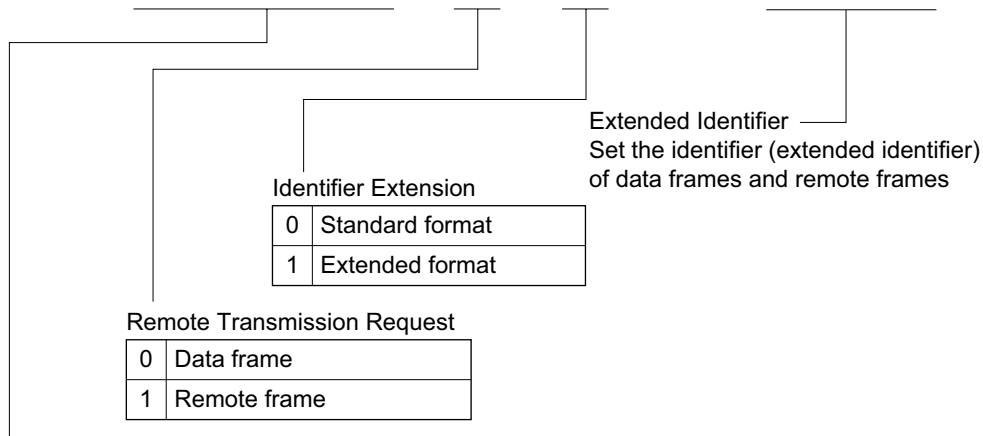 Extended Identifier
Set the identifier (extended identifier)
of data frames and remote frames
Identifier Extension
0 Standard format
1 Extended format
Remote Transmission Request
0 Data frame
1 Remote frame